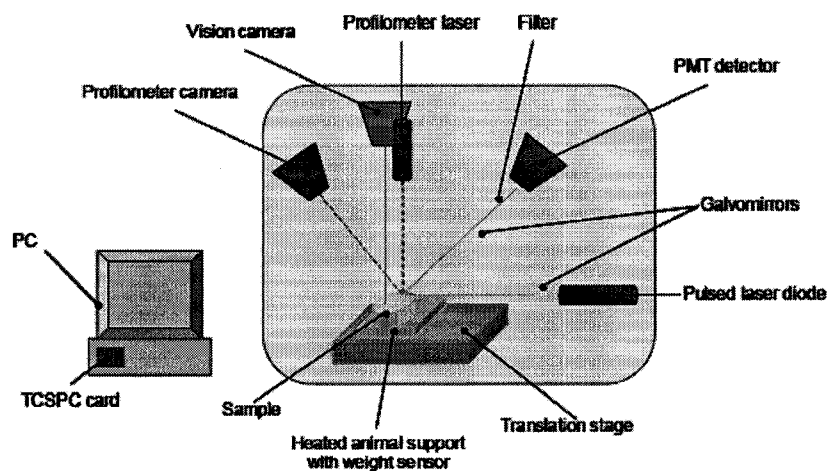 Vision camera
Profilometer laser
Filter
PMT detector
Profilometer camera
Galvomirrors
PC
Pulsed laser diode
TCSPC card
Sample
Heated animal support
with weight sensor
Translation stage